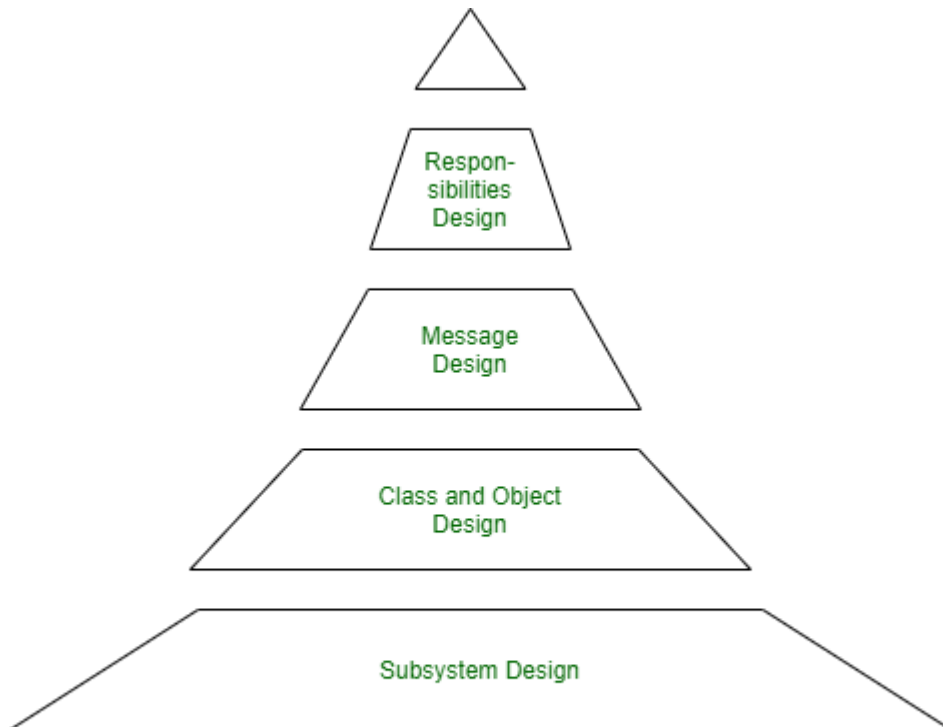 Respon-
sibilities
Design
Message
Design
Class and Object
Design
Subsystem Design